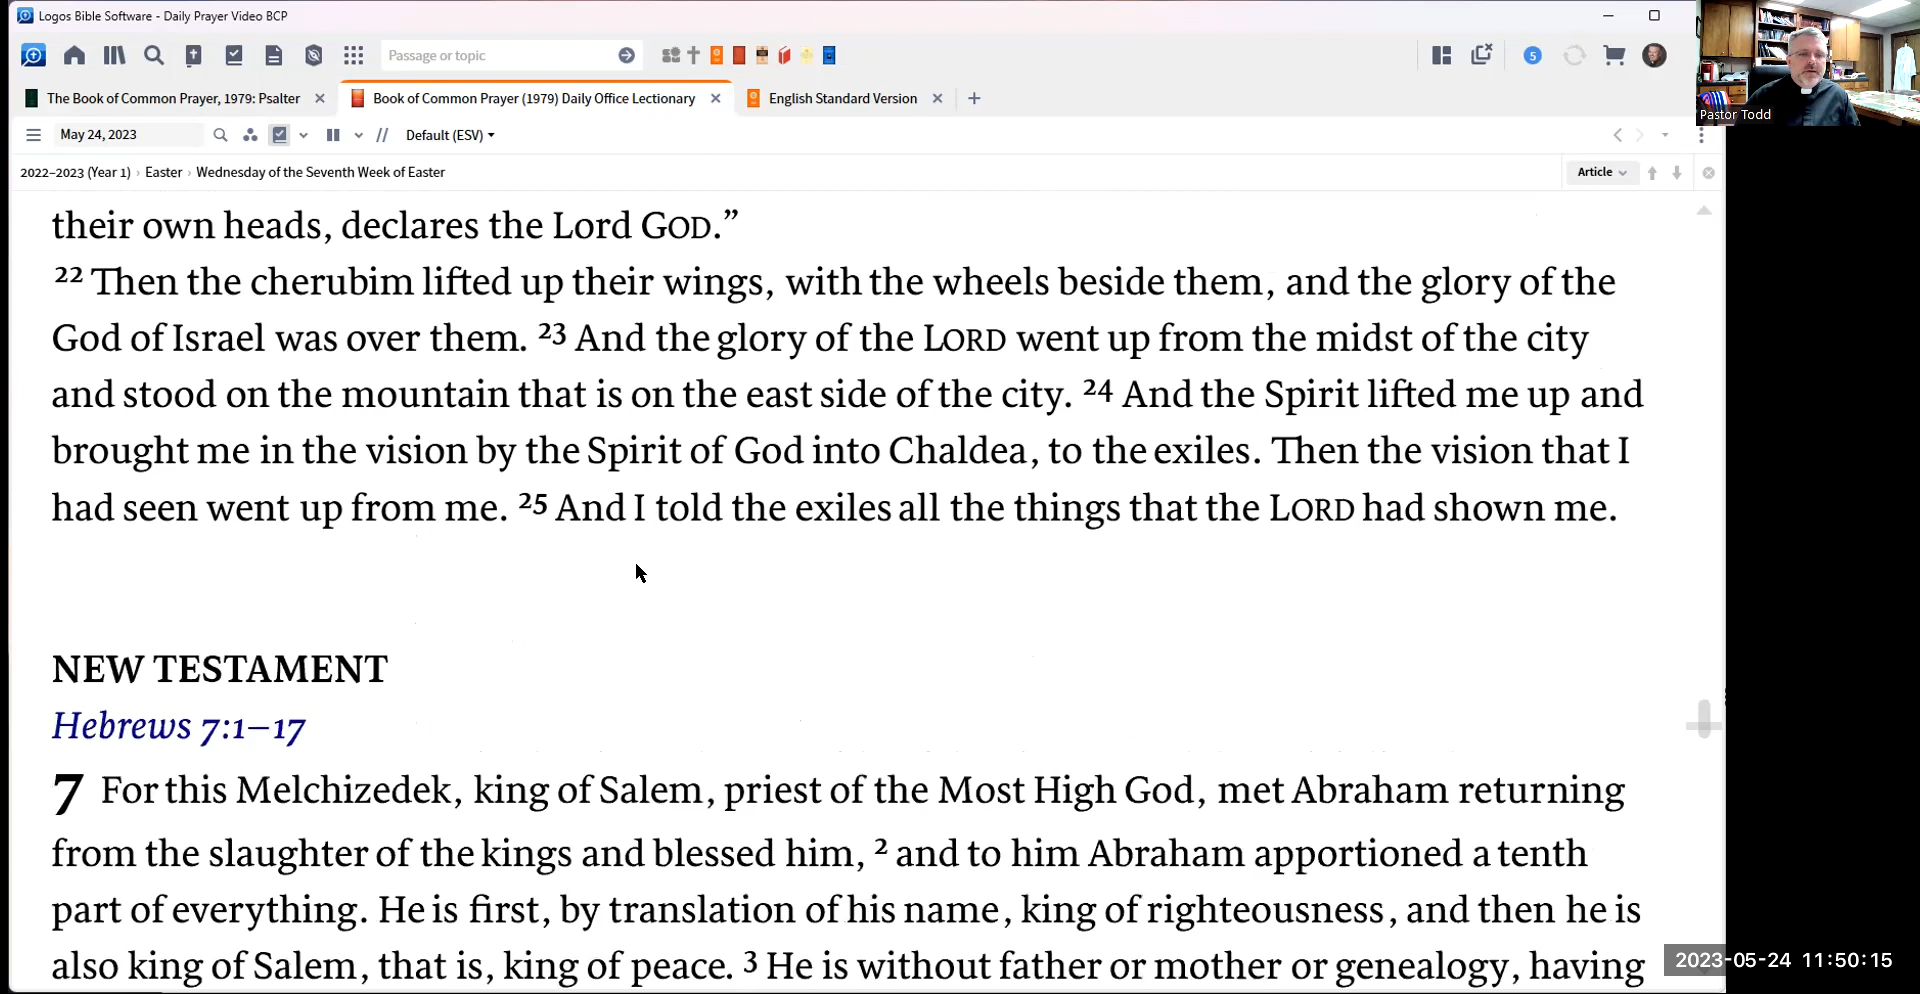 Logos Bible Software - Daily Prayer Video BCP
Passage or topic
5
The Book of Common Prayer, 1979: Psalter
Book of Common Prayer (1979) Daily Office Lectionary
English Standard Version
Pastor Todd
May 24, 2023
Default (ESV)
2022–2023 (Year 1) › Easter › Wednesday of the Seventh Week of Easter
Article
their own heads, declares the Lord GOD.”
22 Then the cherubim lifted up their wings, with the wheels beside them, and the glory of the
God of Israel was over them. 23 And the glory of the LORD went up from the midst of the city
and stood on the mountain that is on the east side of the city. 24 And the Spirit lifted me up and
brought me in the vision by the Spirit of God into Chaldea, to the exiles. Then the vision that I
had seen went up from me. 25 And I told the exiles all the things that the LORD had shown me.
NEW TESTAMENT
Hebrews 7:1–17
7 For this Melchizedek, king of Salem, priest of the Most High God, met Abraham returning
from the slaughter of the kings and blessed him, 2 and to him Abraham apportioned a tenth
part of everything. He is first, by translation of his name, king of righteousness, and then he is
also king of Salem, that is, king of peace. 3 He is without father or mother or genealogy, having
2023-05-24 11:50:15